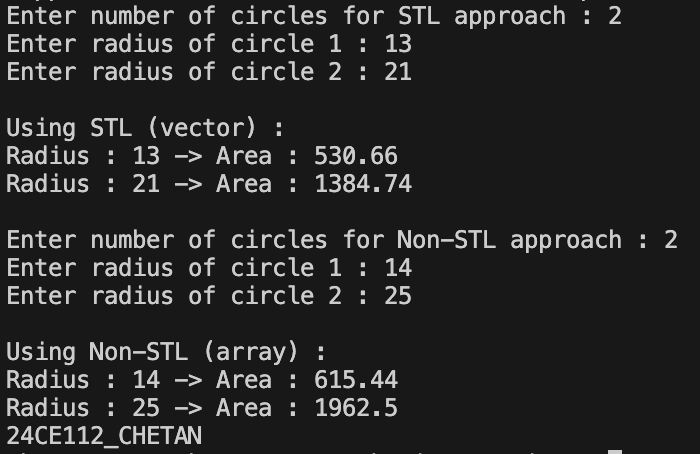 Enter number of circles for STL approach : 2
Enter radius of circle 1 : 13
Enter radius of circle 2 : 21
Using STL (vector) :
Radius : 13 -> Area : 530.66
Radius : 21 -> Area : 1384.74
Enter number of circles for Non-STL approach : 2
Enter radius of circle 1 : 14
Enter radius of circle 2 : 25
Using Non-STL (array) :
Radius : 14 -> Area : 615.44
Radius : 25 -> Area : 1962.5
24CE112_CHETAN